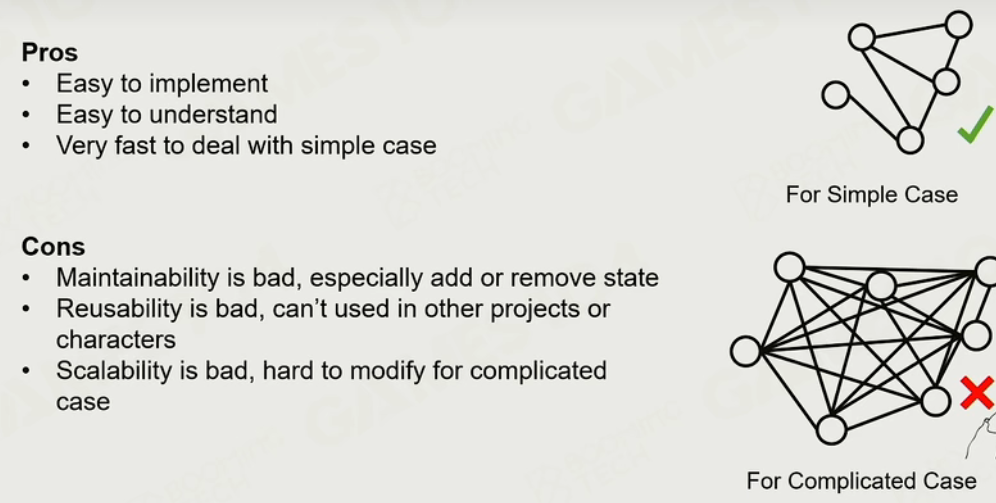 Pros
• Easy to implement
• Easy to understand
• Very fast to deal with simple case
For Simple Case
Cons
• Maintainability is bad, especially add or remove state
• Reusability is bad, can't used in other projects or
characters
• Scalability is bad, hard to modify for complicated
case
For Complicated Case